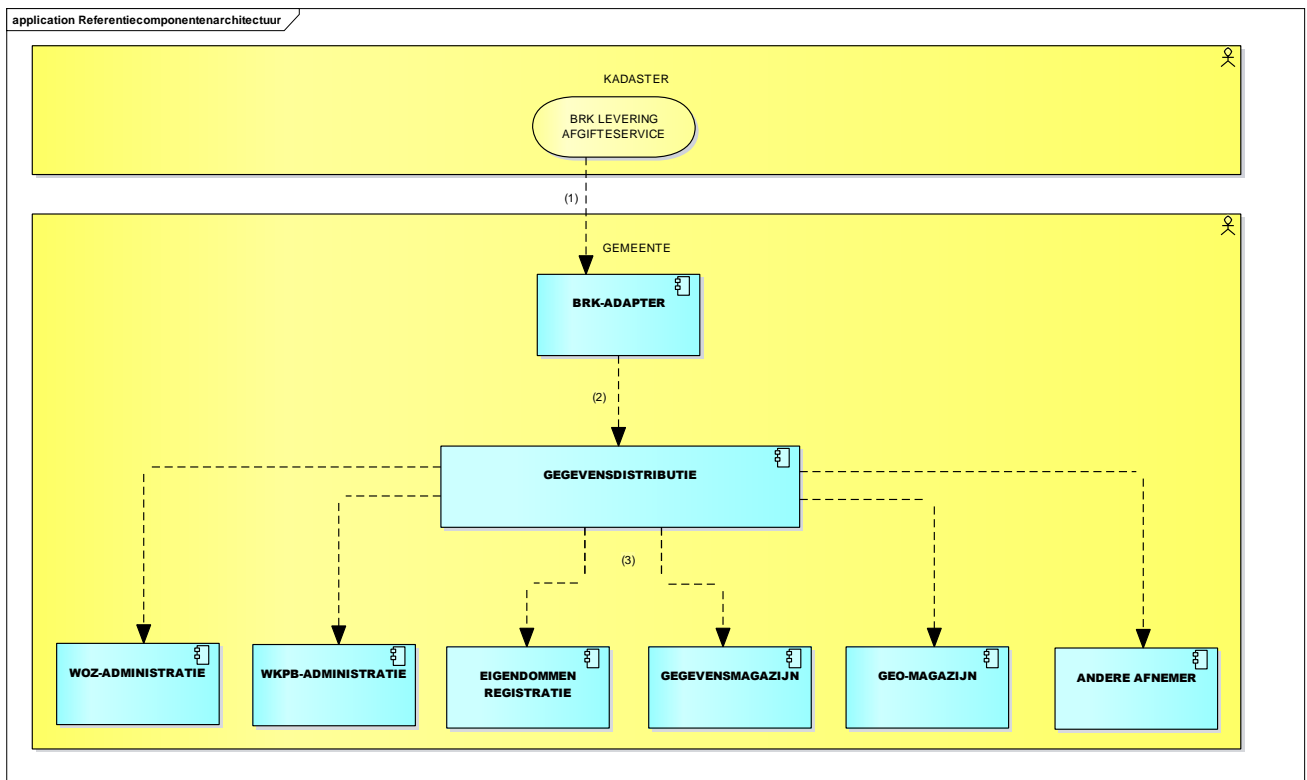 application Referentiecomponentenarchitectuur
KADASTER
BRK LEVERING
AFGIFTESERVICE
(1)
GEMEENTE
BRK-ADAPTER
(2)
GEGEVENSDISTRIBUTIE
(3)
WOZ-ADMINISTRATIE
WKPB-ADMINISTRATIE
EIGENDOMMEN
REGISTRATIE
GEGEVENSMAGAZIJN
GEO-MAGAZIJN
ANDERE AFNEMER